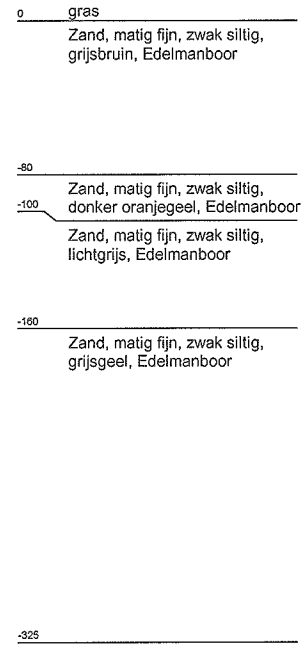 0 gras
Zand, matig fijn, zwak siltig,
grijsbruin, Edelmanboor
-80
Zand, matig fijn, zwak siltig,
-100 donker oranjegeel, Edelmanboor
Zand, matig fijn, zwak siltig,
lichtgrijs, Edelmanboor
-160
Zand, matig fijn, zwak siltig,
grijsgeel, Edelmanboor
-325